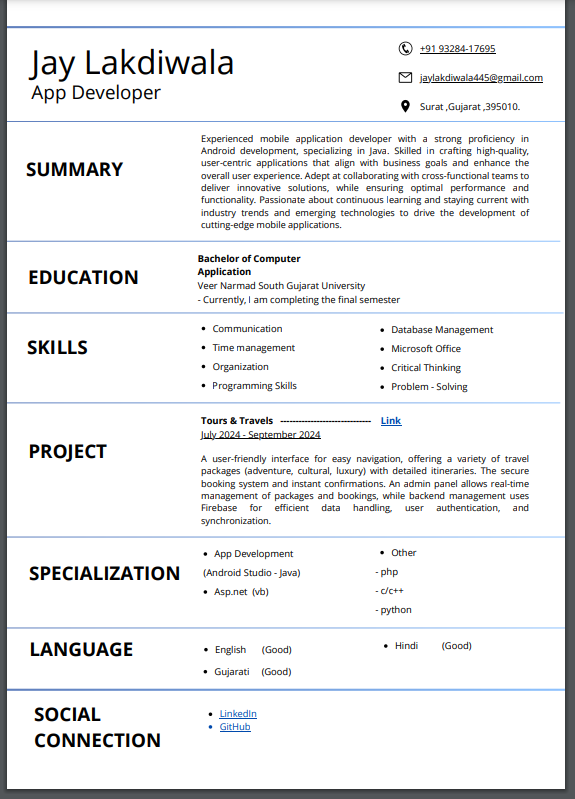 Jay Lakdiwala
App Developer
+91 93284-17695
jaylakdiwala445@gmail.com
Surat ,Gujarat ,395010.
SUMMARY
Experienced mobile application developer with a strong proficiency in
Android development, specializing in Java. Skilled in crafting high-quality,
user-centric applications that align with business goals and enhance the
overall user experience. Adept at collaborating with cross-functional teams to
deliver innovative solutions, while ensuring optimal performance and
functionality. Passionate about continuous learning and staying current with
industry trends and emerging technologies to drive the development of
cutting-edge mobile applications.
EDUCATION
Bachelor of Computer
Application
Veer Narmad South Gujarat University
- Currently, I am completing the final semester
SKILLS
• Communication
• Time management
• Organization
• Programming Skills
• Database Management
• Microsoft Office
• Critical Thinking
• Problem - Solving
PROJECT
Tours & Travels ------------------------------ Link
July 2024 - September 2024
A user-friendly interface for easy navigation, offering a variety of travel
packages (adventure, cultural, luxury) with detailed itineraries. The secure
booking system and instant confirmations. An admin panel allows real-time
management of packages and bookings, while backend management uses
Firebase for efficient data handling, user authentication, and
synchronization.
SPECIALIZATION
• App Development
(Android Studio - Java)
• Asp.net (vb)
• Other
- php
- c/c++
- python
LANGUAGE
• English (Good)
• Gujarati (Good)
• Hindi (Good)
SOCIAL
CONNECTION
• LinkedIn
• GitHub